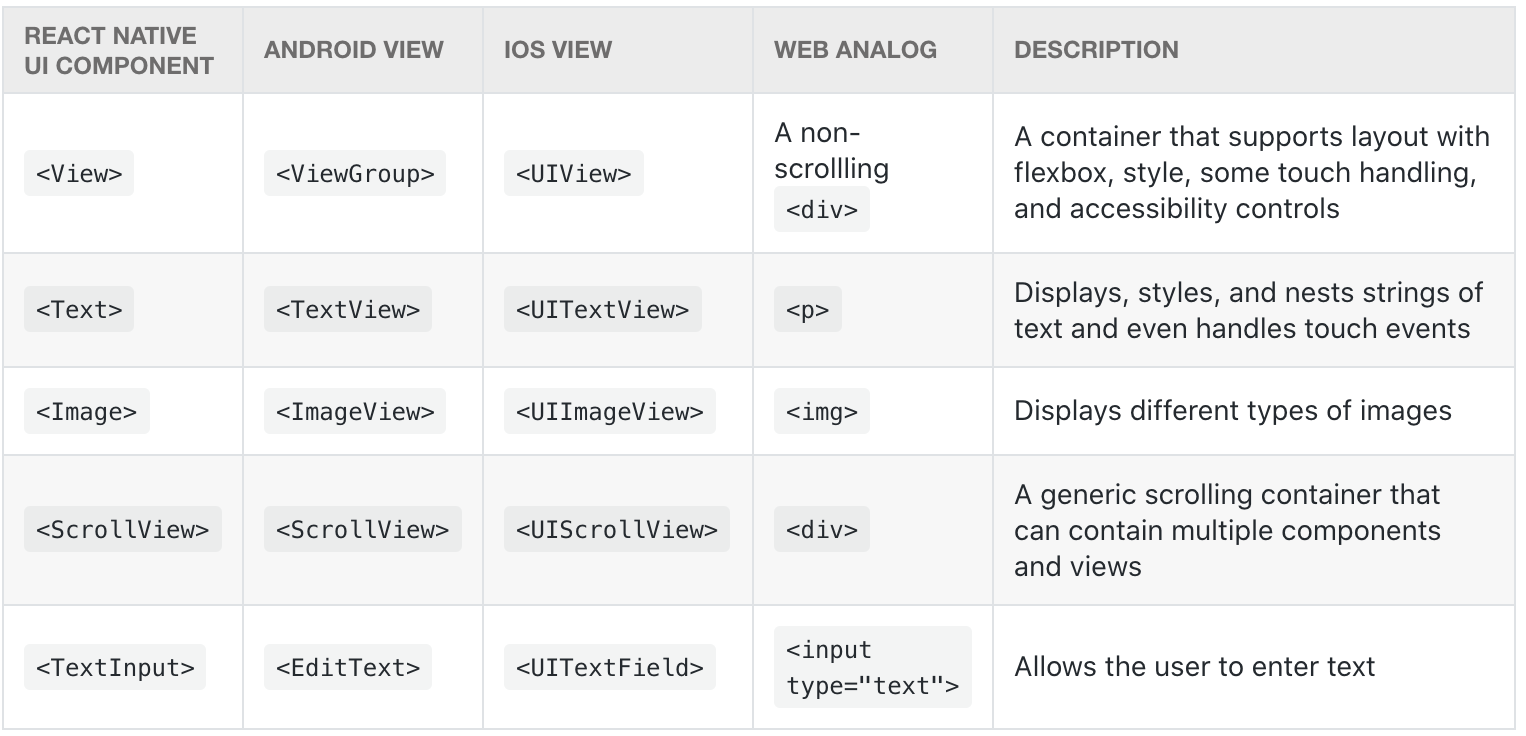 REACT NATIVE
UI COMPONENT
ANDROID VIEW
IOS VIEW
WEB ANALOG
DESCRIPTION
<View>
<ViewGroup>
<UIView>
A non-
scrollling
<div>
A container that supports layout with
flexbox, style, some touch handling,
and accessibility controls
<Text>
<TextView>
<UITextView>
<p>
Displays, styles, and nests strings of
text and even handles touch events
<Image>
<ImageView>
<UIImageView>
<img>
Displays different types of images
<ScrollView>
<ScrollView>
<UIScrollView>
<div>
A generic scrolling container that
can contain multiple components
and views
<TextInput>
<EditText>
<UITextField>
<input
type="text">
Allows the user to enter text